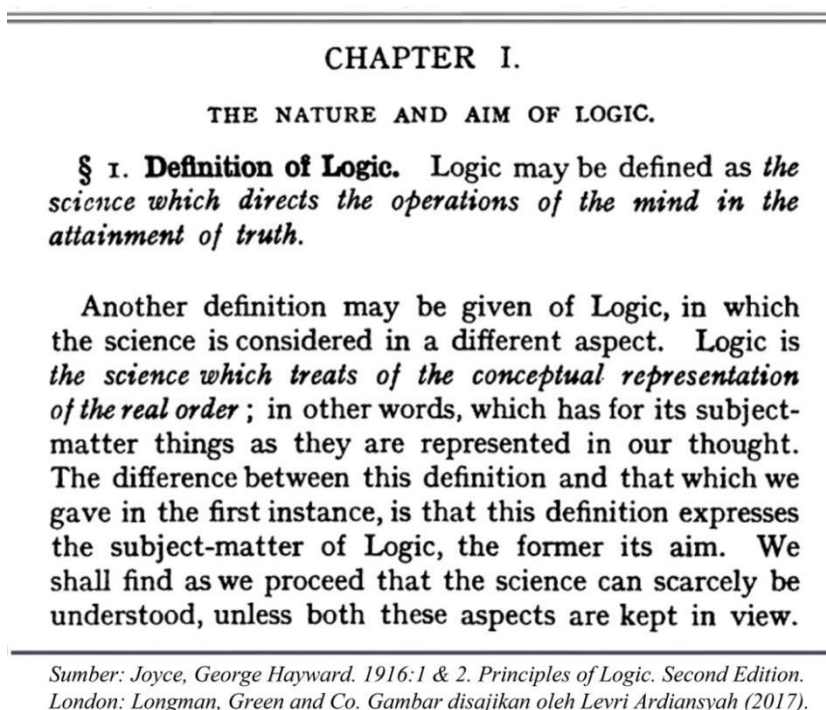 CHAPTER I.
THE NATURE AND AIM OF LOGIC.
§ 1. Definition of Logic. Logic may be defined as the
science which directs the operations of the mind in the
attainment of truth.
Another definition may be given of Logic, in which
the science is considered in a different aspect. Logic is
the science which treats of the conceptual representation
of the real order ; in other words, which has for its subject-
matter things as they are represented in our thought.
The difference between this definition and that which we
gave in the first instance, is that this definition expresses
the subject-matter of Logic, the former its aim. We
shall find as we proceed that the science can scarcely be
understood, unless both these aspects are kept in view.
Sumber: Joyce, George Hayward. 1916:1 & 2. Principles of Logic. Second Edition.
London: Longman, Green and Co. Gambar disajikan oleh Levri Ardiansyah (2017).